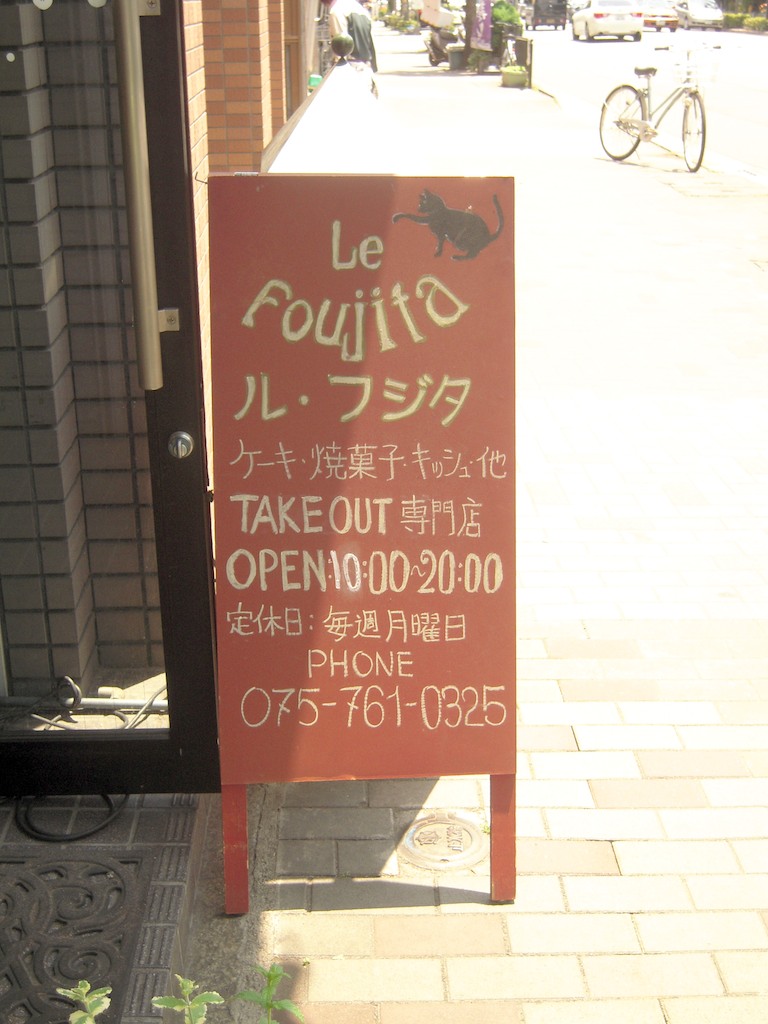 Le
Foujita
ル・フジタ
ケーキ・焼菓子・キッシュ・他
TAKE OUT 専門店
OPEN:10:00~20:00
定休日:毎週月曜日
PHONE
075-761-0325